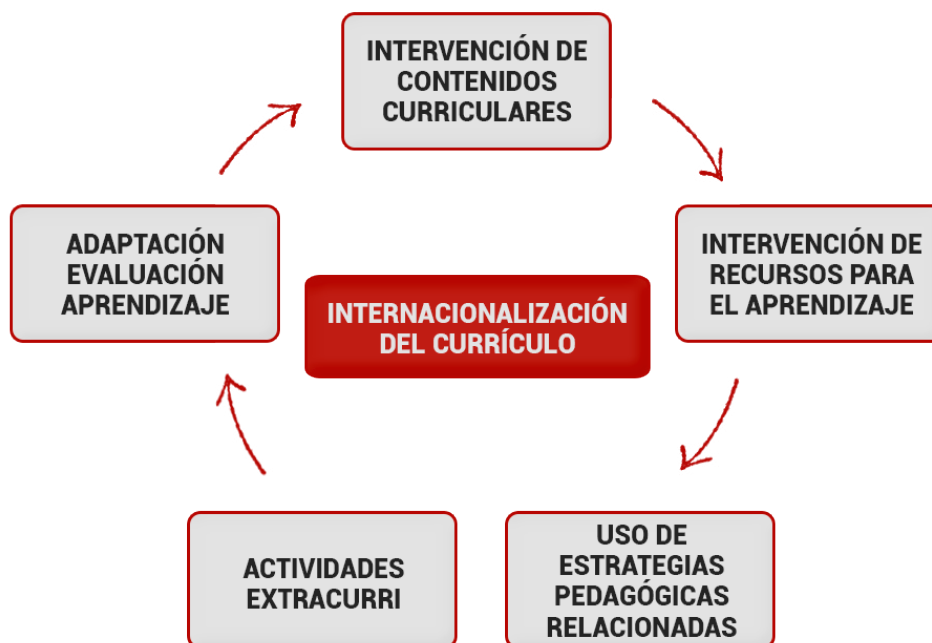 INTERVENCIÓN DE
CONTENIDOS
CURRICULARES
ADAPTACIÓN
EVALUACIÓN
APRENDIZAJE
INTERVENCIÓN DE
RECURSOS PARA
EL APRENDIZAJE
INTERNACIONALIZACIÓN
DEL CURRÍCULO
ACTIVIDADES
EXTRACURRI
USO DE
ESTRATEGIAS
PEDAGÓGICAS
RELACIONADAS